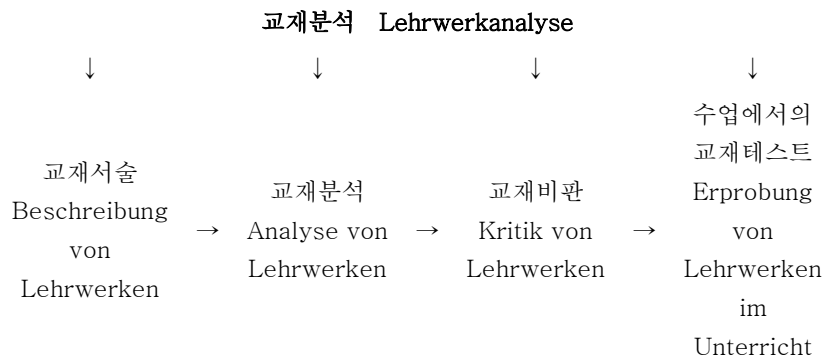 교재분석 Lehrwerkanalyse
↓ ↓ ↓ ↓
교재서술
Beschreibung
von
Lehrwerken
→
교재분석
Analyse von
Lehrwerken
→
교재비판
Kritik von
Lehrwerken
→
수업에서의
교재테스트
Erprobung
von
Lehrwerken
im
Unterricht